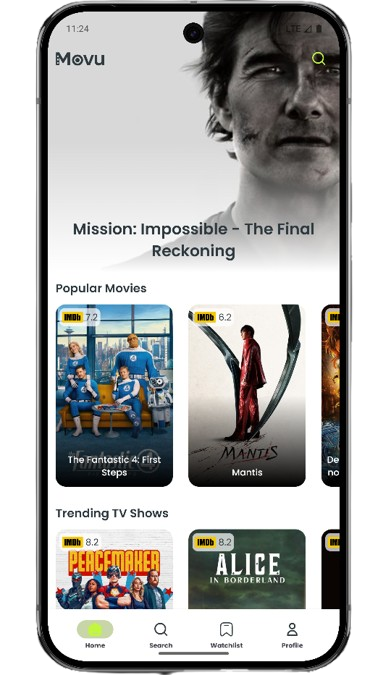 11:24
LTE
Movu
Mission: Impossible - The Final
Reckoning
Popular Movies
IMDb 7.2
IMDb 6.2
The Fantastic 4: First
Steps
MANTIS
Mantis
De
no
Trending TV Shows
IMDb 8.2
IMDb 8.2
PEACEMAKER
ALICE
IN BORDERLAND
Home
Search
Watchlist
Profile